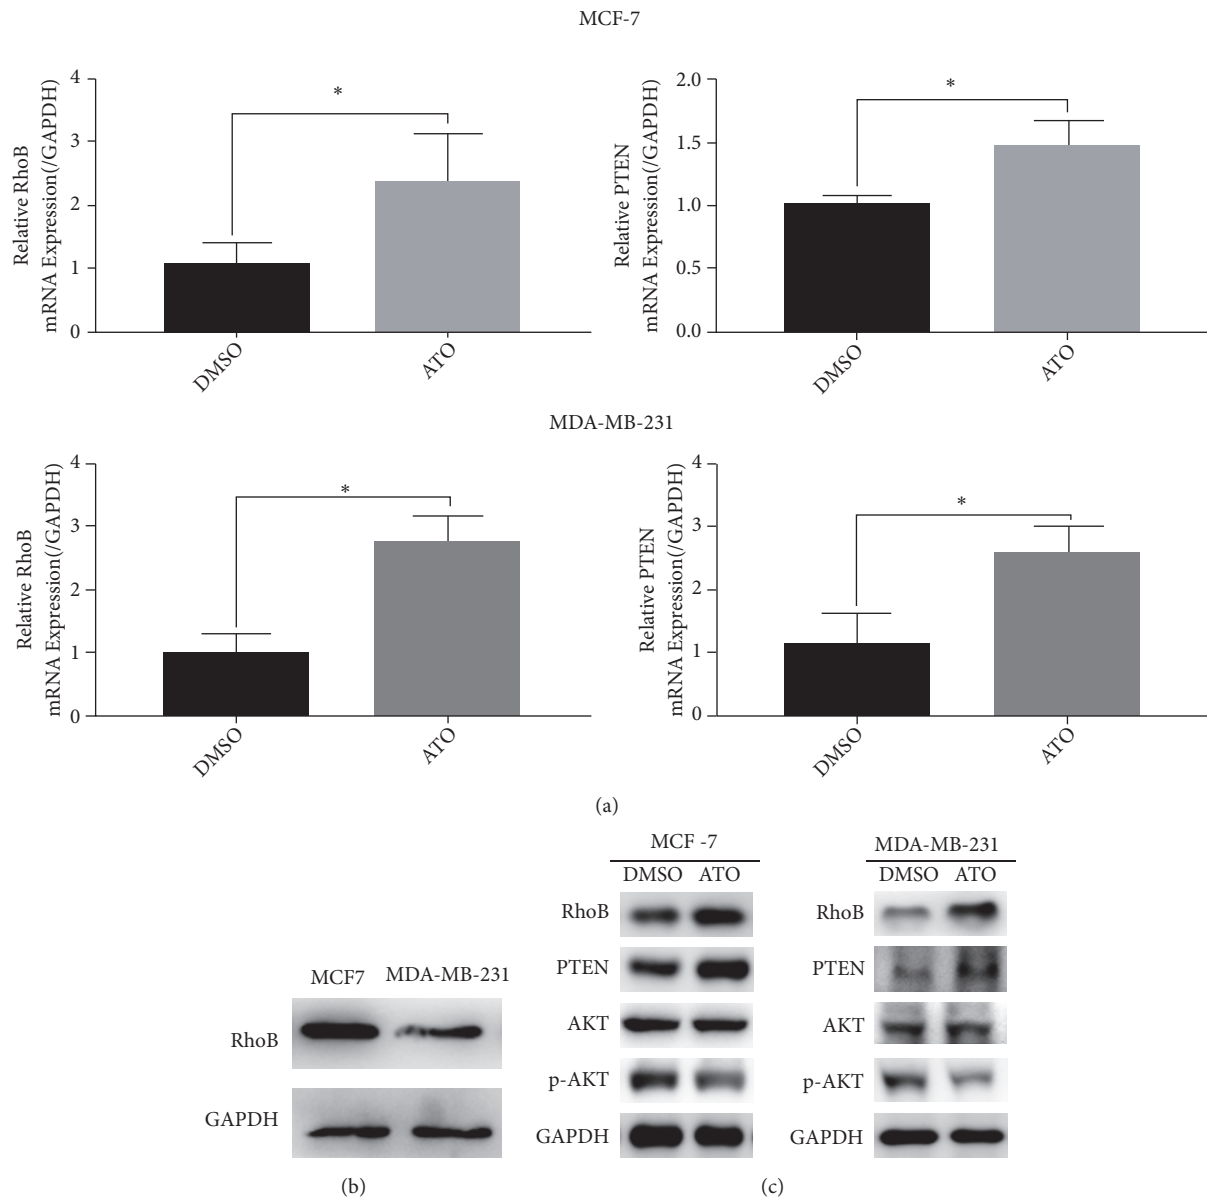 MCF-7
Relative RhoB
mRNA Expression(/GAPDH)
4
3
2
1
0
*
DMSO
ATO
Relative PTEN
mRNA Expression(/GAPDH)
2.0
1.5
1.0
0.5
0.0
*
DMSO
ATO
MDA-MB-231
Relative RhoB
mRNA Expression(/GAPDH)
4
3
2
1
0
*
DMSO
ATO
Relative PTEN
mRNA Expression(/GAPDH)
4
3
2
1
0
*
DMSO
ATO
(a)
MCF7 MDA-MB-231
RhoB
GAPDH
(b)
MCF -7
DMSO ATO
RhoB
PTEN
AKT
p-AKT
GAPDH
MDA-MB-231
DMSO ATO
RhoB
PTEN
AKT
p-AKT
GAPDH
(c)